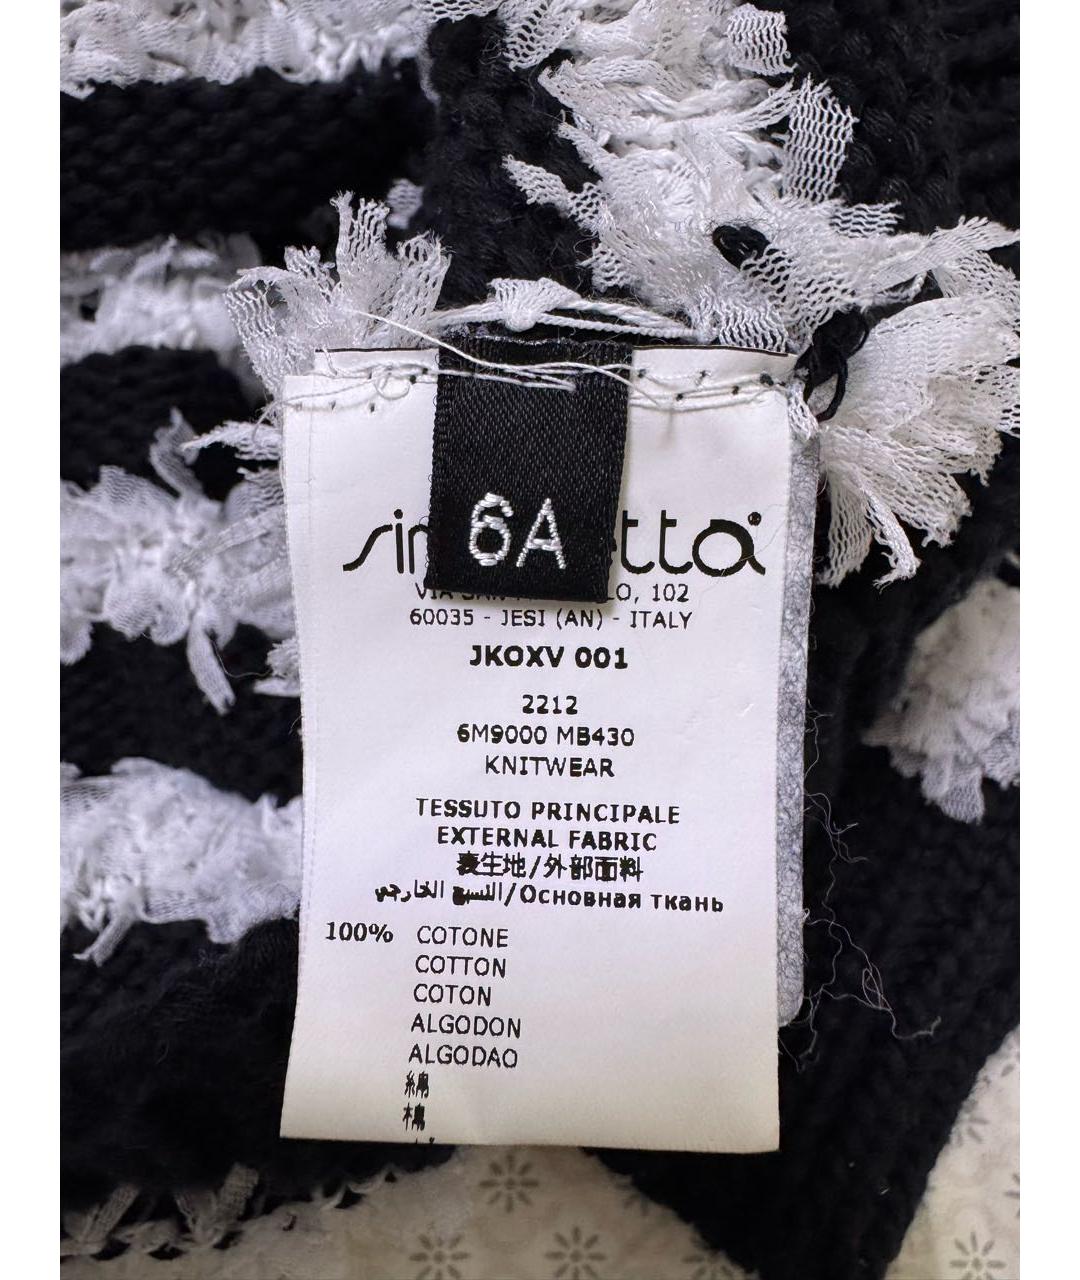 6A
VIA SAN LO, 102
60035 - JESI (AN) - ITALY
JKOXV 001
2212
6M9000 MB430
KNITWEAR
TESSUTO PRINCIPALE
EXTERNAL FABRIC
表生地/外部面料
النسيج الخارجي/Основная ткань
100% COTONE
COTTON
COTON
ALGODON
ALGODAO
綿
棉